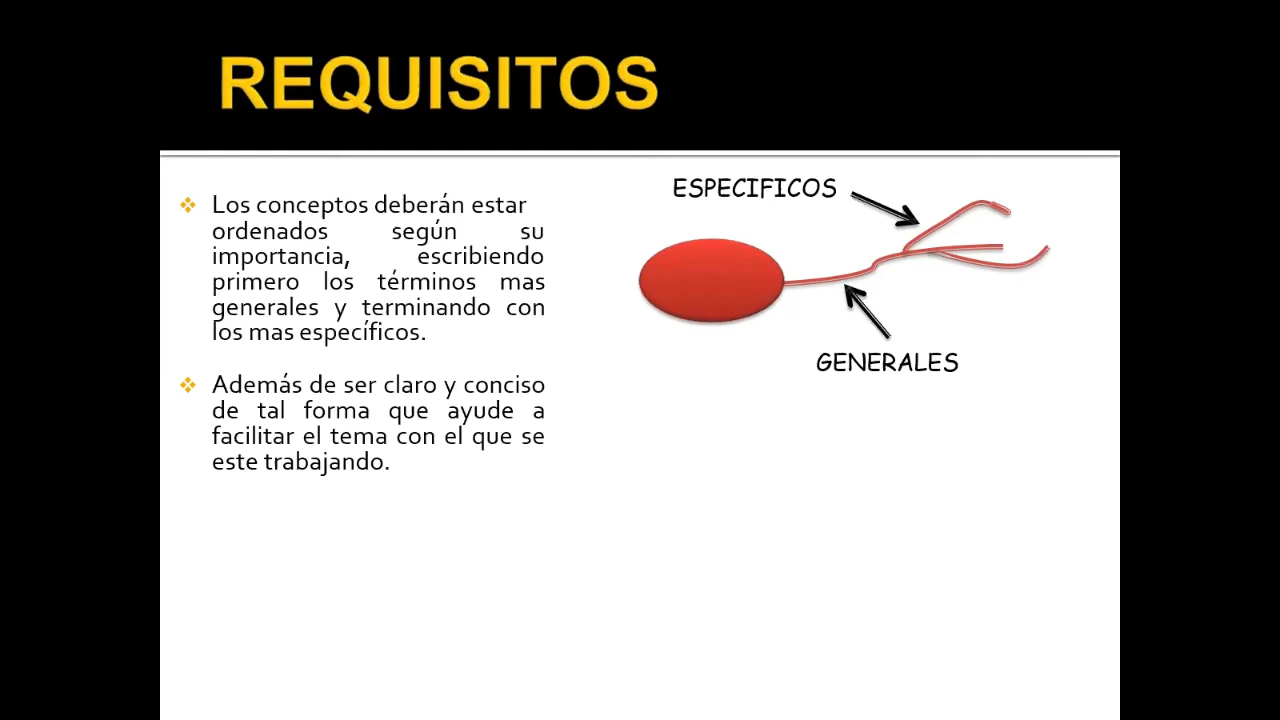 REQUISITOS
Los conceptos deberán estar
ordenados según su
importancia, escribiendo
primero los términos mas
generales y terminando con
los mas específicos.
Además de ser claro y conciso
de tal forma que ayude a
facilitar el tema con el que se
este trabajando.
ESPECIFICOS
GENERALES